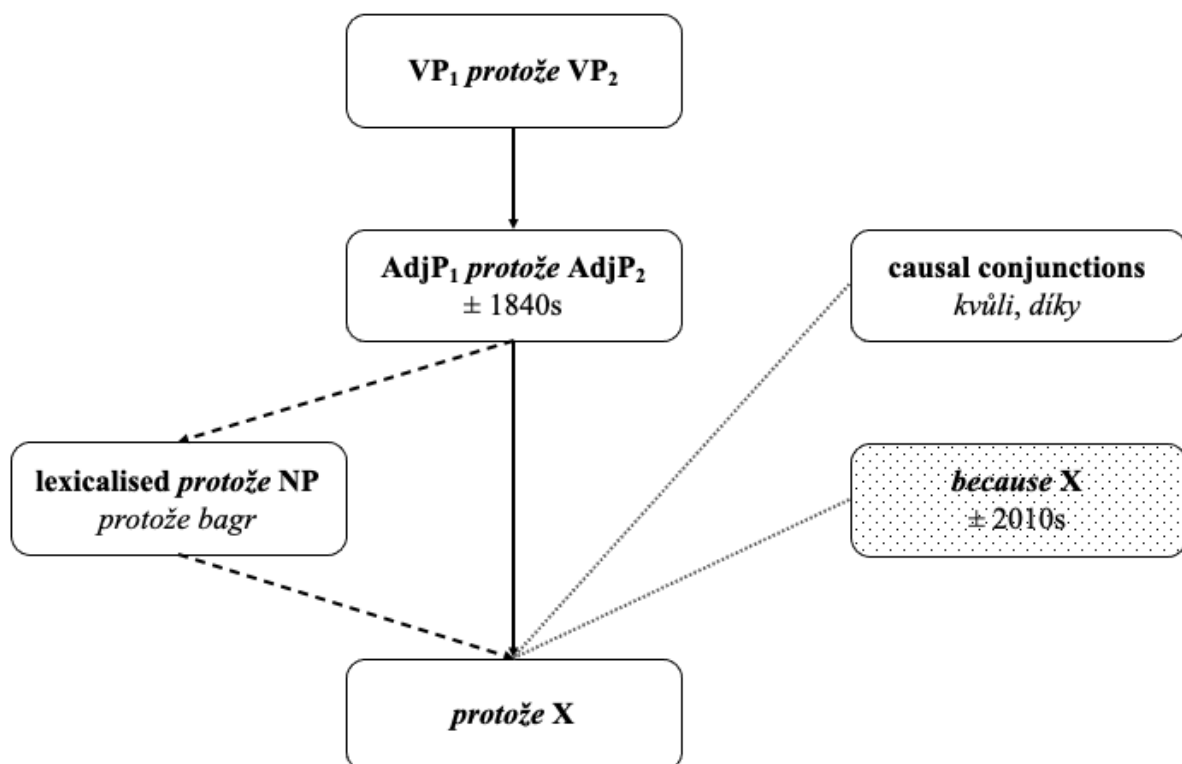 VP₁ protože VP₂
AdjP₁ protože AdjP₂
± 1840s
causal conjunctions
kvůli, díky
lexicalised protože NP
protože bagr
because X
± 2010s
protože X